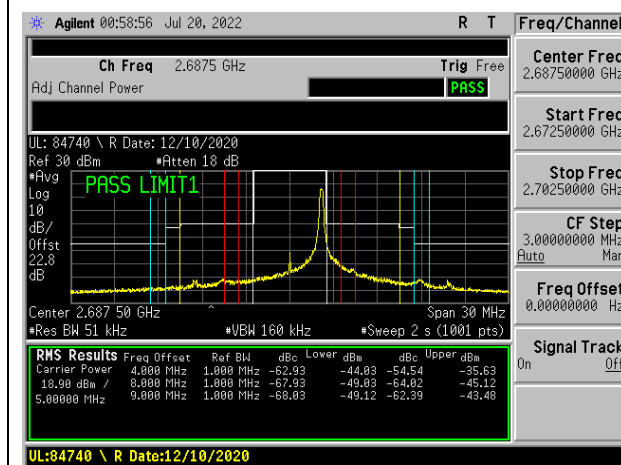 Agilent 00:58:56 Jul 20, 2022 R T Freq/Channel
Ch Freq 2.6875 GHz Trig Free
Adj Channel Power PASS
UL: 84740 \ R Date: 12/10/2020
Ref 30 dBm #Atten 18 dB
#Avg
Log
10
dB/
Offst
22.8
dB
PASS LIMIT1
Center 2.687 50 GHz Span 30 MHz
#Res BW 51 kHz #VBW 160 kHz #Sweep 2 s (1001 pts)
RMS Results Freq Offset Ref BW dBc Lower dBm dBc Upper dBm
Carrier Power 4.000 MHz 1.000 MHz -62.93 -44.03 -54.54 -35.63
18.90 dBm / 8.000 MHz 1.000 MHz -67.93 -49.03 -64.02 -45.12
5.00000 MHz 9.000 MHz 1.000 MHz -68.03 -49.12 -62.39 -43.48
UL:84740 \ R Date:12/10/2020
Center Freq
2.68750000 GHz
Start Freq
2.67250000 GHz
Stop Freq
2.70250000 GHz
CF Step
3.00000000 MHz
Auto Man
Freq Offset
0.00000000 Hz
Signal Track
On Off